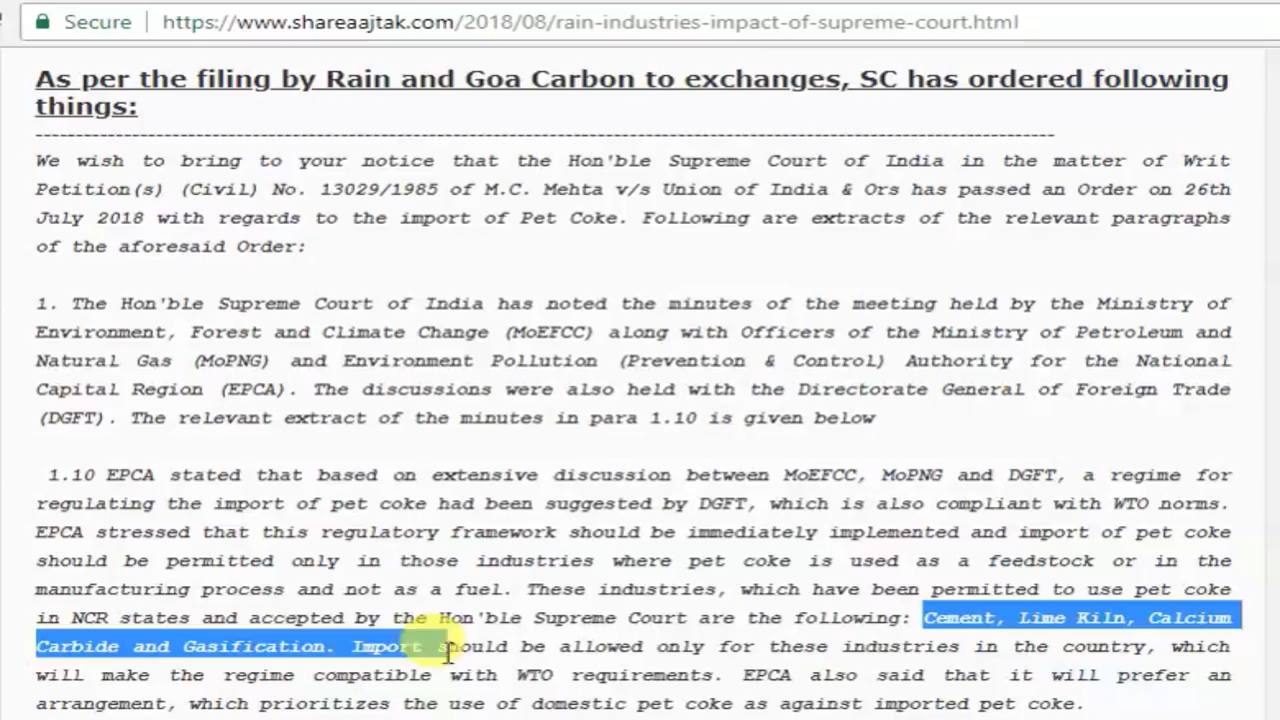 Secure https://www.shareaajtak.com/2018/08/rain-industries-impact-of-supreme-court.html
As per the filing by Rain and Goa Carbon to exchanges, SC has ordered following
things:
-------------------------------------------------------------------------------------------------------------------------------
We wish to bring to your notice that the Hon'ble Supreme Court of India in the matter of Writ
Petition(s) (Civil) No. 13029/1985 of M.C. Mehta v/s Union of India & Ors has passed an Order on 26th
July 2018 with regards to the import of Pet Coke. Following are extracts of the relevant paragraphs
of the aforesaid Order:
1. The Hon'ble Supreme Court of India has noted the minutes of the meeting held by the Ministry of
Environment, Forest and Climate Change (MoEFCC) along with Officers of the Ministry of Petroleum and
Natural Gas (MoPNG) and Environment Pollution (Prevention & Control) Authority for the National
Capital Region (EPCA). The discussions were also held with the Directorate General of Foreign Trade
(DGFT). The relevant extract of the minutes in para 1.10 is given below
1.10 EPCA stated that based on extensive discussion between MoEFCC, MoPNG and DGFT, a regime for
regulating the import of pet coke had been suggested by DGFT, which is also compliant with WTO norms.
EPCA stressed that this regulatory framework should be immediately implemented and import of pet coke
should be permitted only in those industries where pet coke is used as a feedstock or in the
manufacturing process and not as a fuel. These industries, which have been permitted to use pet coke
in NCR states and accepted by the Hon'ble Supreme Court are the following: Cement, Lime Kiln, Calcium
Carbide and Gasification. Import should be allowed only for these industries in the country, which
will make the regime compatible with WTO requirements. EPCA also said that it will prefer an
arrangement, which prioritizes the use of domestic pet coke as against imported pet coke.